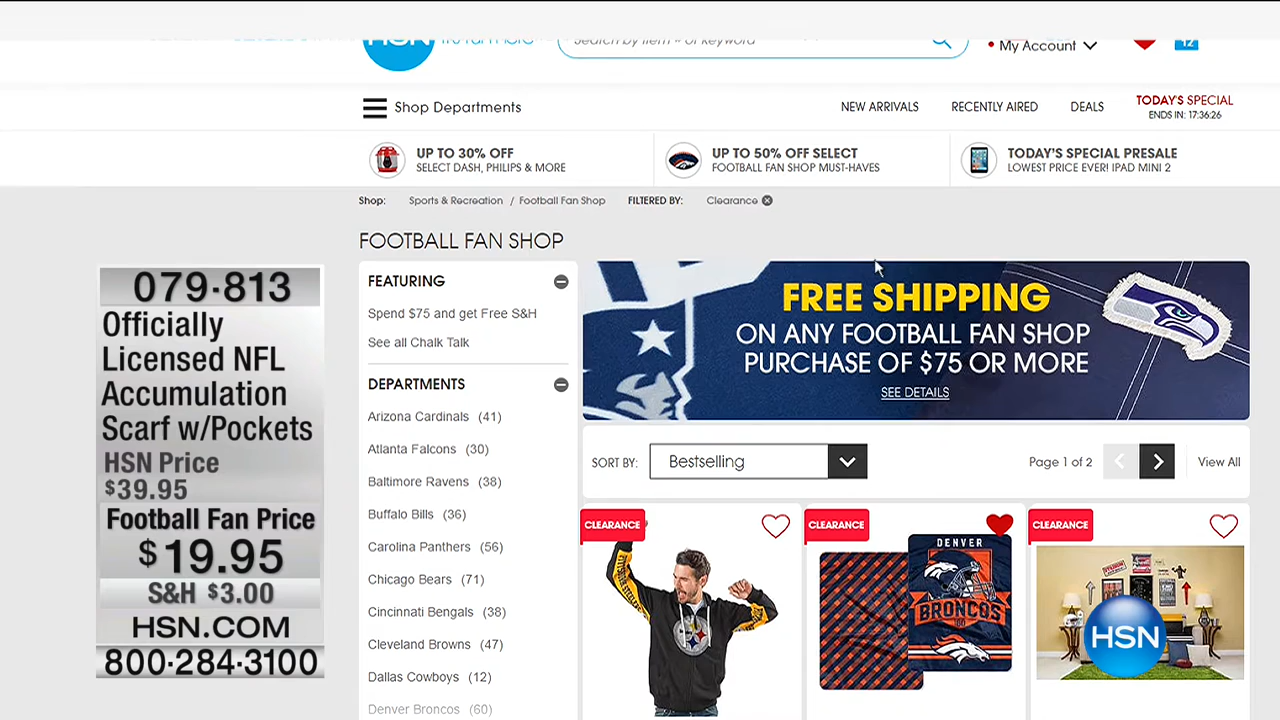 HSN
Search by item # or keyword
My Account
12
Shop Departments
NEW ARRIVALS
RECENTLY AIRED
DEALS
TODAY'S SPECIAL
ENDS IN: 17:36:26
UP TO 30% OFF
SELECT DASH, PHILIPS & MORE
UP TO 50% OFF SELECT
FOOTBALL FAN SHOP MUST-HAVES
TODAY'S SPECIAL PRESALE
LOWEST PRICE EVER! IPAD MINI 2
Shop: Sports & Recreation / Football Fan Shop FILTERED BY: Clearance
FOOTBALL FAN SHOP
079-813
Officially
Licensed NFL
Accumulation
Scarf w/Pockets
HSN Price
$39.95
Football Fan Price
$19.95
S&H $3.00
HSN.COM
800-284-3100
FEATURING
Spend $75 and get Free S&H
See all Chalk Talk
DEPARTMENTS
Arizona Cardinals (41)
Atlanta Falcons (30)
Baltimore Ravens (38)
Buffalo Bills (36)
Carolina Panthers (56)
Chicago Bears (71)
Cincinnati Bengals (38)
Cleveland Browns (47)
Dallas Cowboys (12)
Denver Broncos (60)
FREE SHIPPING
ON ANY FOOTBALL FAN SHOP
PURCHASE OF $75 OR MORE
SEE DETAILS
SORT BY: Bestselling
Page 1 of 2
View All
CLEARANCE
CLEARANCE
DENVER
BRONCOS
CLEARANCE
HSN